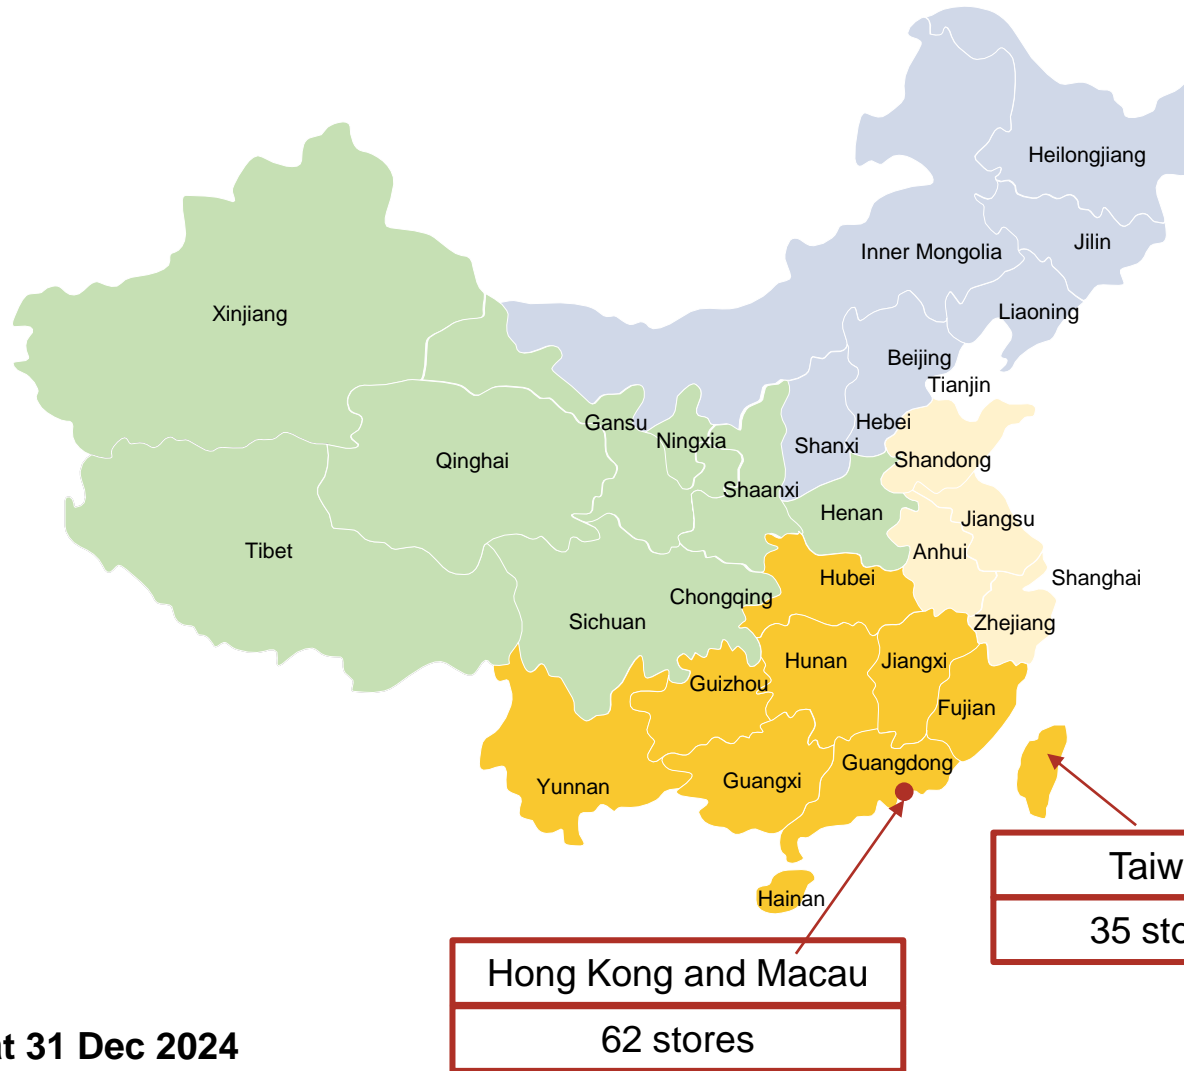 Heilongjiang
Jilin
Inner Mongolia
Liaoning
Xinjiang
Beijing
Tianjin
Gansu
Hebei
Ningxia
Shanxi
Qinghai
Shandong
Shaanxi
Henan
Jiangsu
Tibet
Anhui
Hubei
Shanghai
Chongqing
Sichuan
Zhejiang
Hunan
Jiangxi
Guizhou
Fujian
Guangdong
Guangxi
Yunnan
Hainan
35
Hong Kong and Macau
62 stores
31 Dec 2024